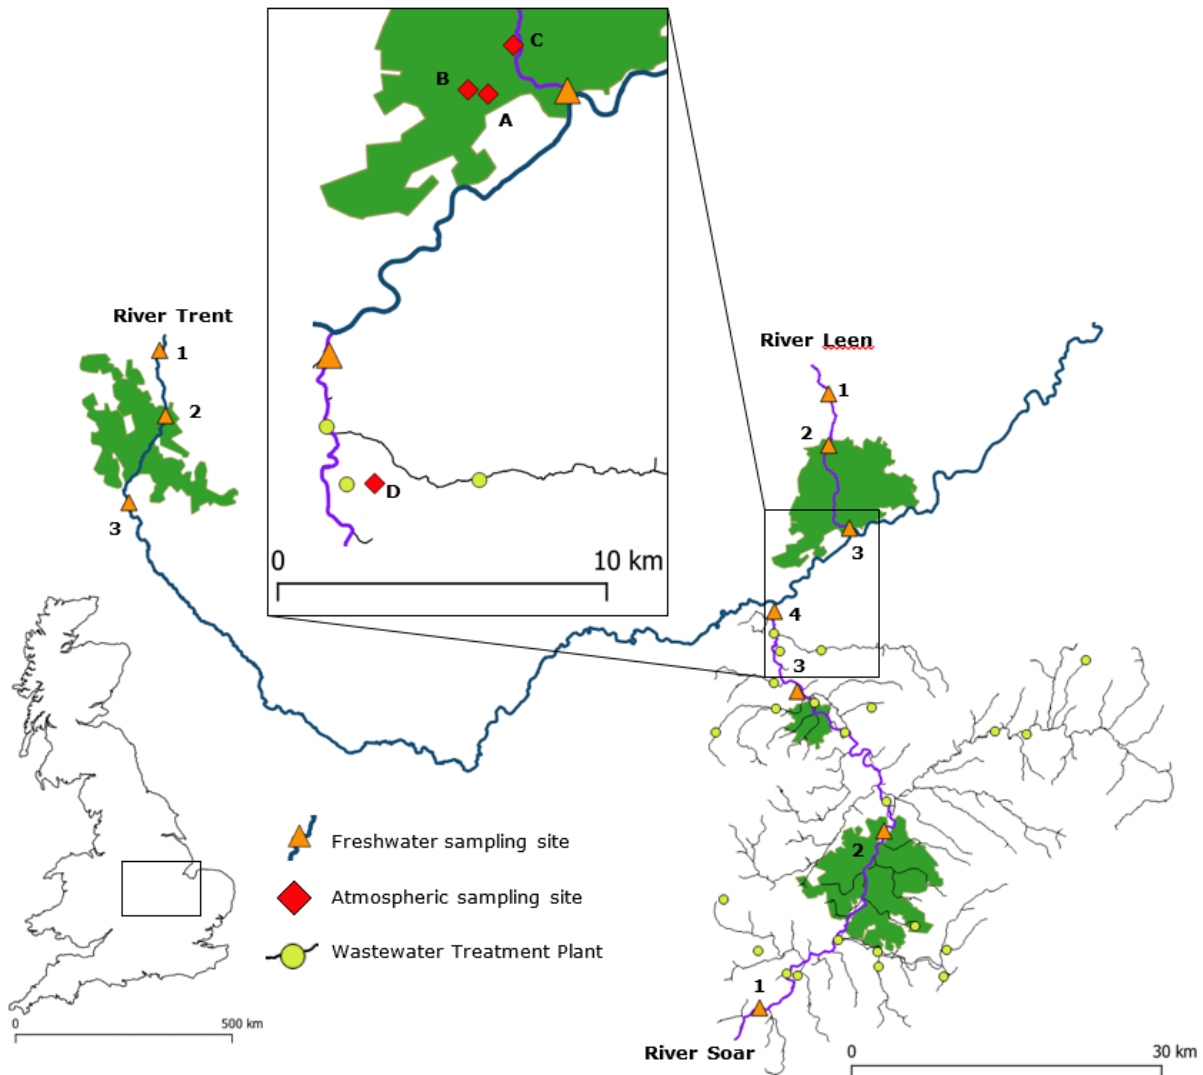 C
B
A
River Trent
1
River Leen
1
2
2
3
3
D
0 10 km
4
3
Freshwater sampling site
2
Atmospheric sampling site
Wastewater Treatment Plant
1
0 500 km
River Soar
0 30 km